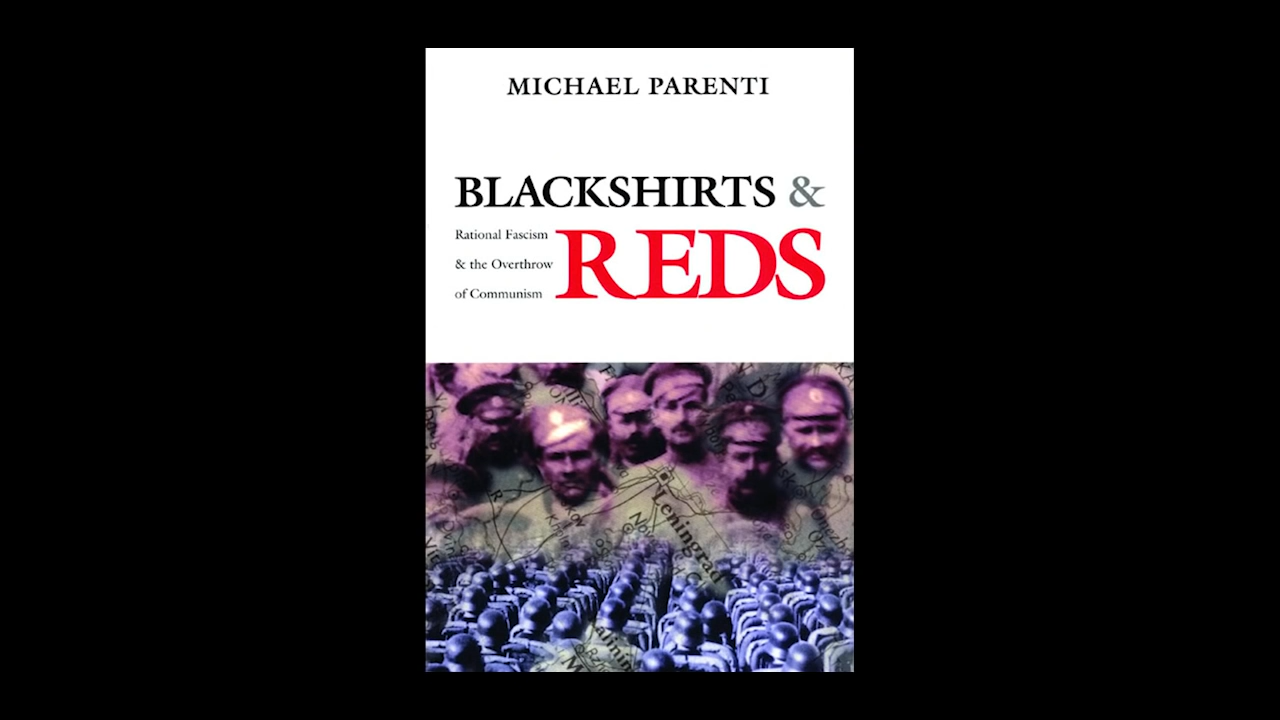 MICHAEL PARENTI
BLACKSHIRTS &
Rational Fascism
& the Overthrow
of Communism
REDS
Leningrad